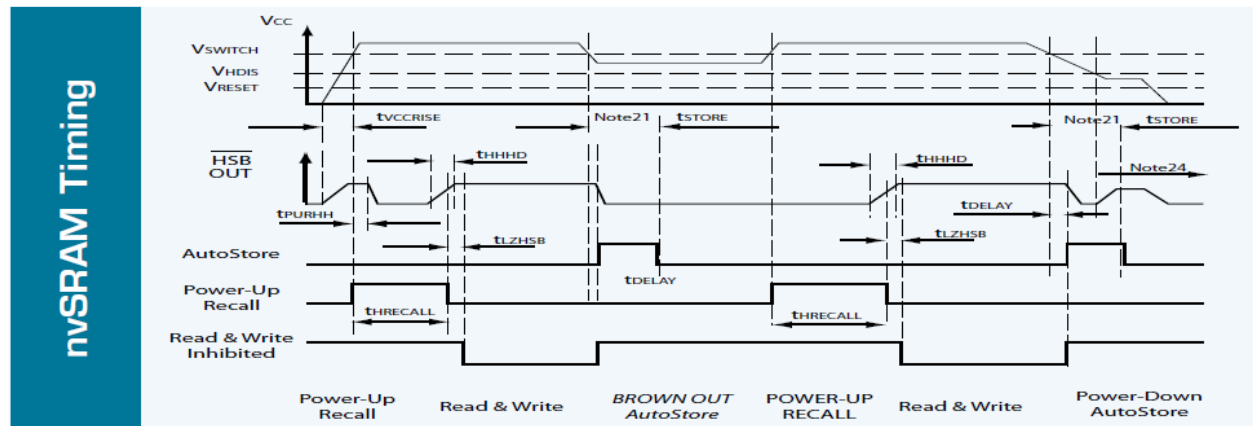 nvSRAM Timing
VCC
VSWITCH
VHDIS
VRESET
tVCCRISE
Note21
tSTORE
Note21
tSTORE
HSB
OUT
tHHHD
tHHHD
Note24
tPURHH
tDELAY
tLZHSB
tLZHSB
AutoStore
tDELAY
Power-Up
Recall
tHRECALL
tHRECALL
Read & Write
Inhibited
Power-Up
Recall
Read & Write
BROWN OUT
AutoStore
POWER-UP
RECALL
Read & Write
Power-Down
AutoStore